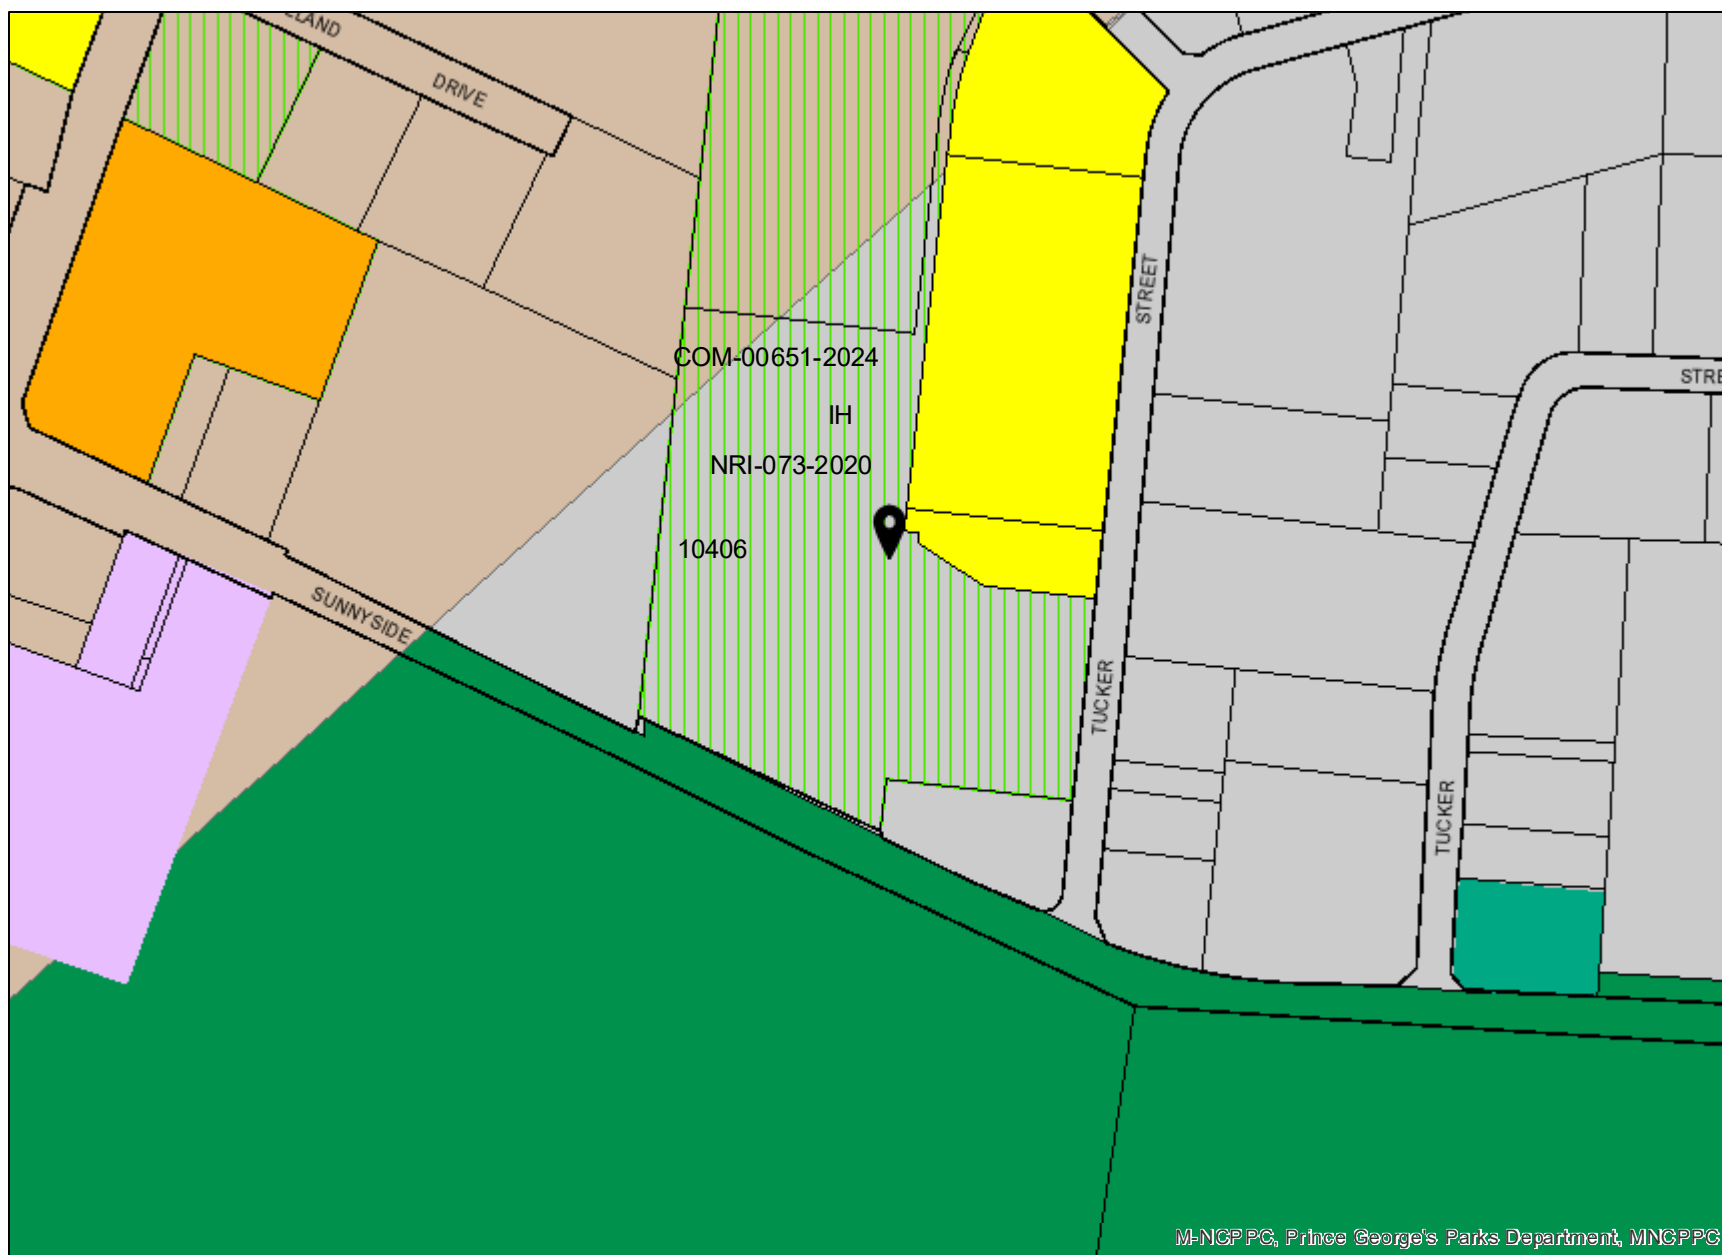 LAND
DRIVE
STREET
COM-00651-2024
STRE
IH
NRI-073-2020
10406
SUNNYSIDE
TUCKER
TUCKER
M-NCPPC, Prince George's Parks Department, MNCPPC